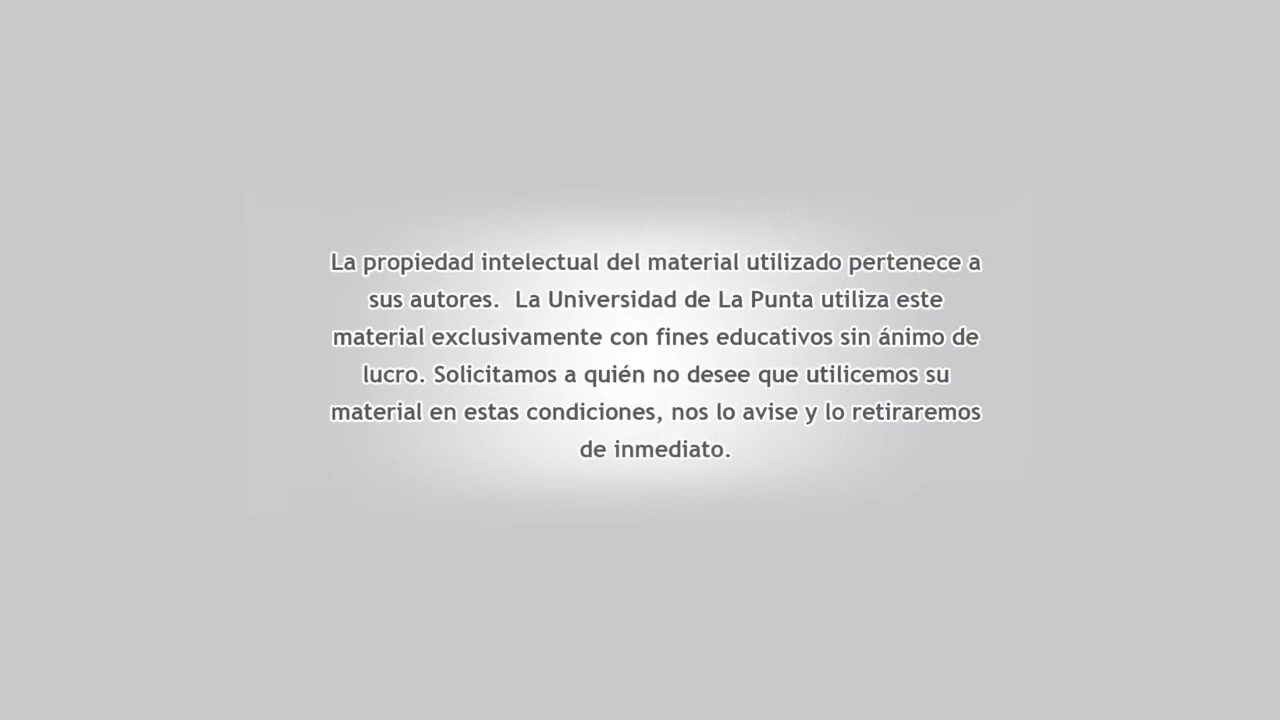 La propiedad intelectual del material utilizado pertenece a
sus autores.  La Universidad de La Punta utiliza este
material exclusivamente con fines educativos sin ánimo de
lucro. Solicitamos a quién no desee que utilicemos su
material en estas condiciones, nos lo avise y lo retiraremos
de inmediato.